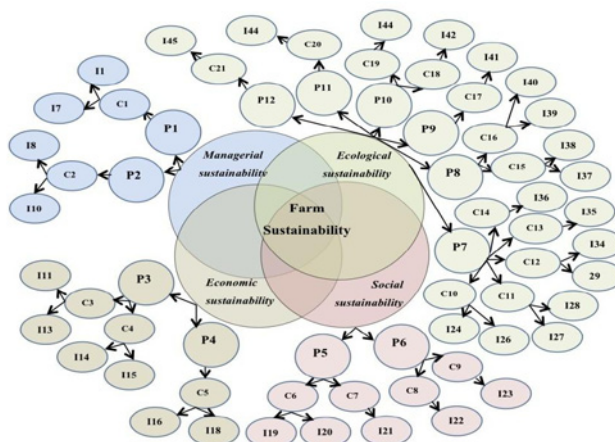 I45
I44
C20
I44
I42
C21
C19
C18
I41
I1
P12
P11
P10
C17
I40
I7
C1
P9
I39
P1
C16
I8
Managerial
sustainability
Ecological
sustainability
P8
C15
I38
C2
P2
I37
I10
Farm
Sustainability
C14
I36
C13
I35
P7
I34
C12
I11
P3
Economic
sustainability
Social
sustainability
C10
C11
29
C3
I28
I13
C4
P4
I24
I26
I27
I14
P5
P6
I15
C9
C5
C6
C7
C8
I23
I16
I18
I19
I20
I21
I22